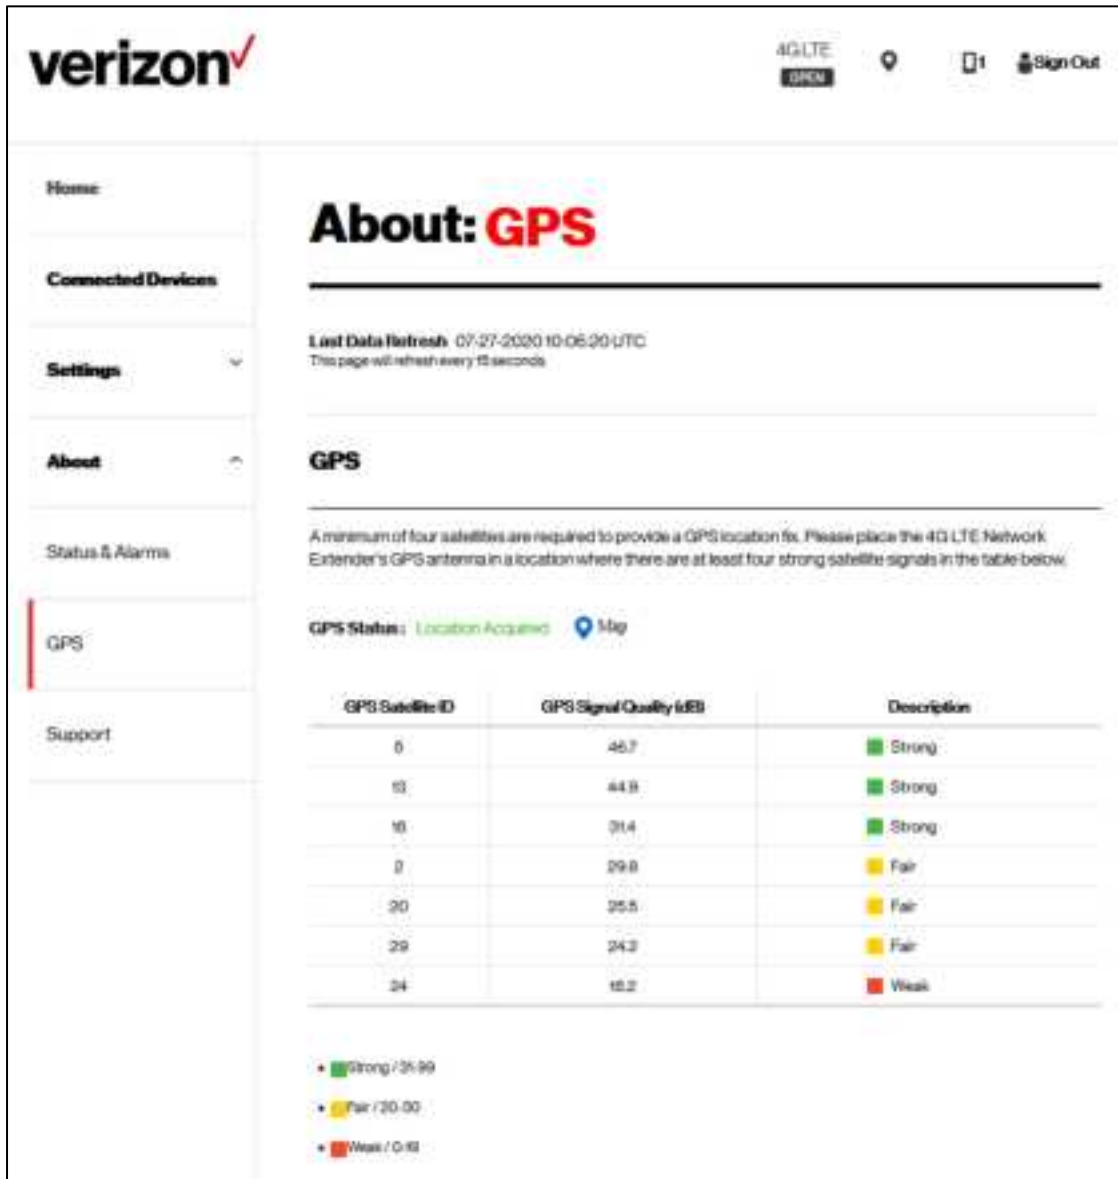 verizon
4G LTE
OPEN
1 Sign Out
Home
Connected Devices
Settings
About
Status & Alarms
GPS
Support
About: GPS
Last Data Refresh 07-27-2020 10:06:20 UTC
This page will refresh every 15 seconds
GPS
A minimum of four satellites are required to provide a GPS location fix. Please place the 4G LTE Network
Extender's GPS antenna in a location where there are at least four strong satellite signals in the table below.
GPS Status: Location Acquired Map
GPS Satellite ID GPS Signal Quality (dB) Description
46.7 Strong
13 44.9 Strong
31.4 Strong
2 29.8 Fair
20 25.5 Fair
29 24.2 Fair
24 Weak
Strong / 31-99
Fair / 20-30
Weak / 0-19